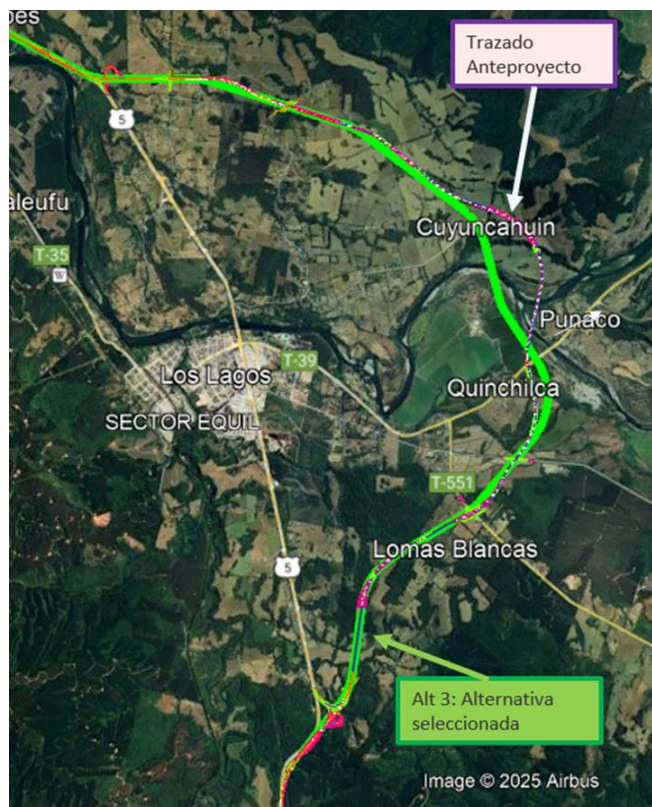 oes
Trazado
Anteproyecto
5
aleufu
T-35
W
Cuyuncahuin
Punaco
T-39
Los Lagos
Quinchilca
SECTOR EQUIL
T-551
Lomas Blancas
5
Alt 3: Alternativa
seleccionada
Image © 2025 Airbus